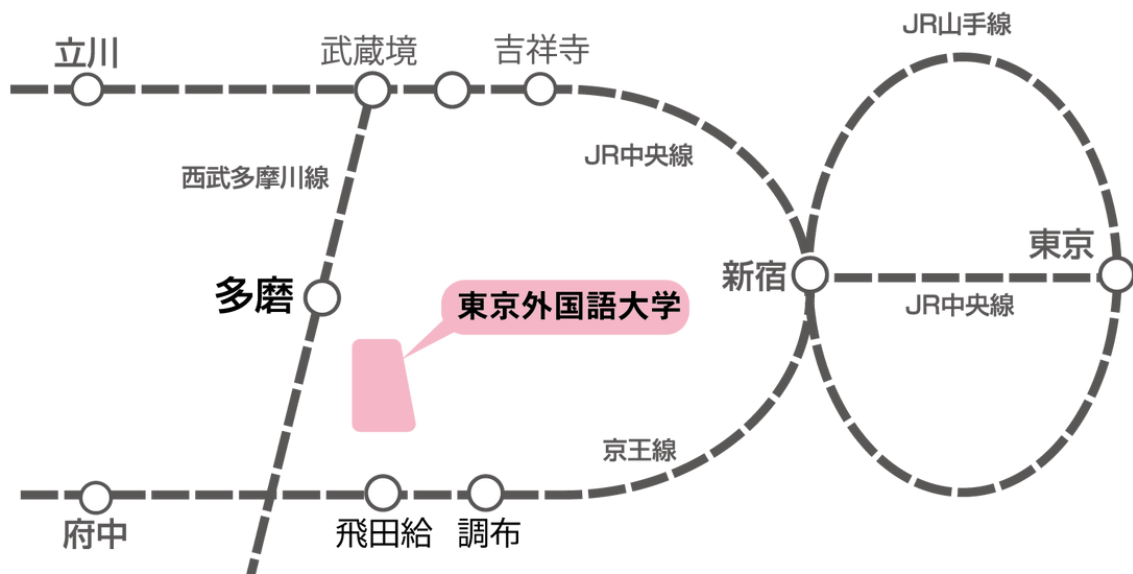 JR山手線
立川
武蔵境
吉祥寺
JR中央線
西武多摩川線
東京
新宿
多磨
東京外国語大学
JR中央線
京王線
府中
飛田給
調布